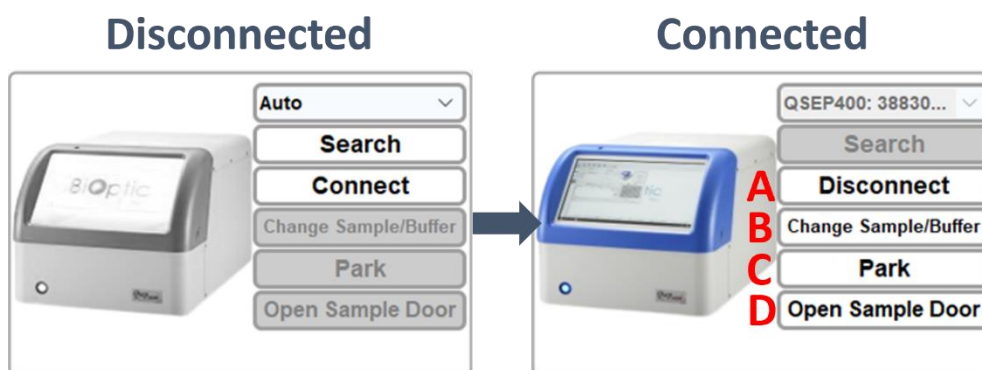 Disconnected
Connected
Auto
Search
Connect
Change Sample/Buffer
Park
Open Sample Door
BiOptic
QSEP400: 38830...
Search
A Disconnect
B Change Sample/Buffer
C Park
D Open Sample Door
tic